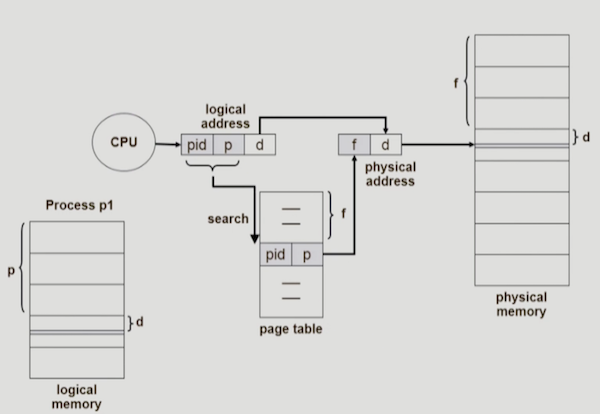 f
logical
address
d
CPU
pid p d
f d
physical
address
Process p1
search
f
pid p
p
d
page table
physical
memory
logical
memory